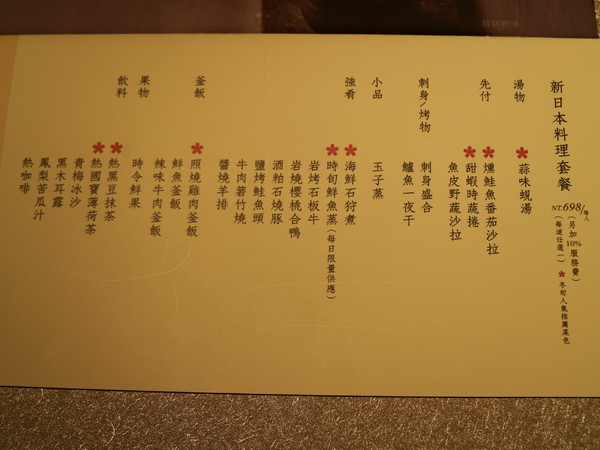 新日本料理套餐 NT.698/每人
(另加10%服務費)
(每道任選一) *冬旬人氣推薦菜色
湯物
*蒜味蜆湯
先付
*燻鮭魚番茄沙拉
*甜蝦時蔬捲
魚皮野蔬沙拉
刺身/烤物
刺身盛合
鱸魚一夜干
小品
玉子蒸
強肴
*海鮮石狩煮
*時旬鮮魚蒸(每日限量供應)
岩烤石板牛
岩燒櫻桃合鴨
酒粕石燒豚
鹽烤鮭魚頭
牛肉箬竹燒
醬燒羊排
釜飯
*照燒雞肉釜飯
鮮魚釜飯
辣味牛肉釜飯
果物
時令鮮果
飲料
*熱黑豆抹茶
*熱國寶薄荷茶
青梅冰沙
黑木耳露
鳳梨苦瓜汁
熱咖啡